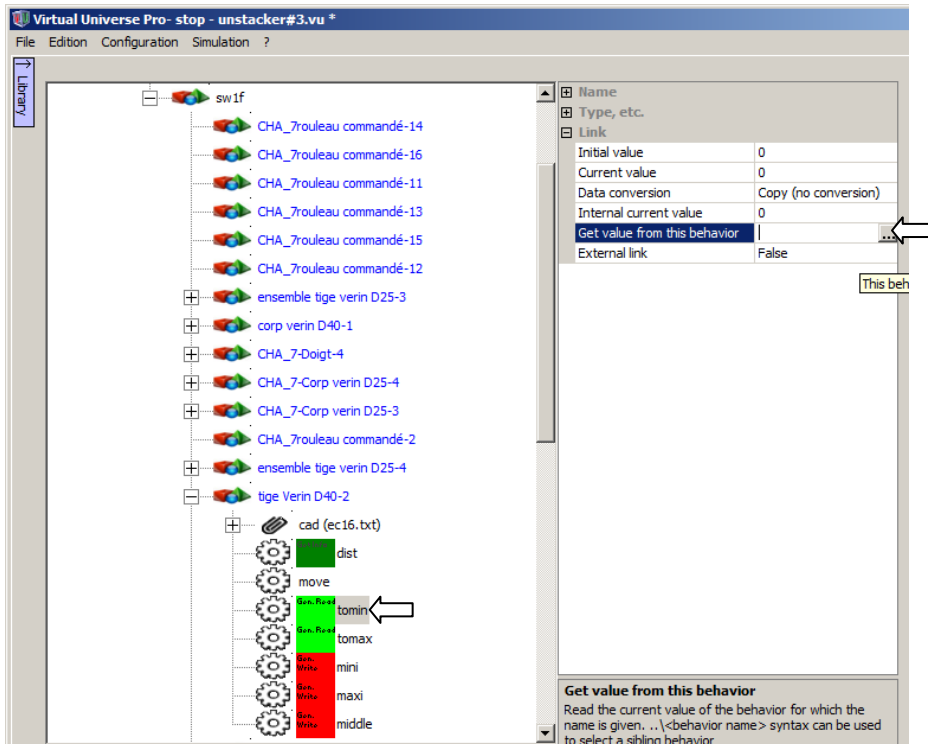 Virtual Universe Pro- stop - unstacker#3.vu *
File Edition Configuration Simulation ?
Library
sw1f
CHA_7rouleau commandé-14
CHA_7rouleau commandé-16
CHA_7rouleau commandé-11
CHA_7rouleau commandé-13
CHA_7rouleau commandé-15
CHA_7rouleau commandé-12
ensemble tige verin D25-3
corp verin D40-1
CHA_7-Doigt-4
CHA_7-Corp verin D25-4
CHA_7-Corp verin D25-3
CHA_7rouleau commandé-2
ensemble tige verin D25-4
tige Verin D40-2
cad (ec16.txt)
dist
move
Gen. Read tomin
Gen. Read tomax
Gen. Write mini
Gen. Write maxi
Gen. Write middle
Name
Type, etc.
Link
Initial value 0
Current value 0
Data conversion Copy (no conversion)
Internal current value 0
Get value from this behavior ...
External link False
This beh
Get value from this behavior
Read the current value of the behavior for which the
name is given. ..\<behavior name> syntax can be used
to select a sibling behavior